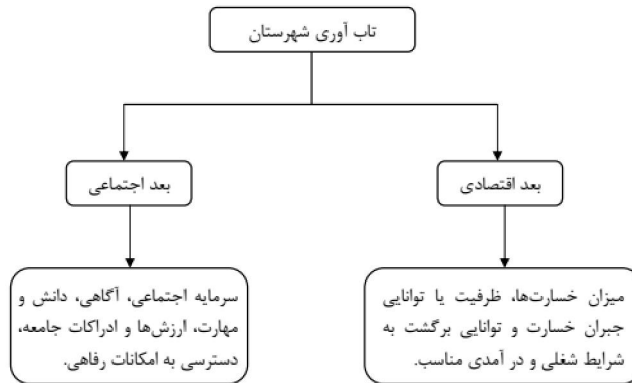 تاب آوری شهرستان
بعد اقتصادی
بعد اجتماعی
میزان خسارت‌ها، ظرفیت یا توانایی
جبران خسارت و توانایی برگشت به
شرایط شغلی و در آمدی مناسب.
سرمایه اجتماعی، آگاهی، دانش و
مهارت، ارزش‌ها و ادراکات جامعه،
دسترسی به امکانات رفاهی.